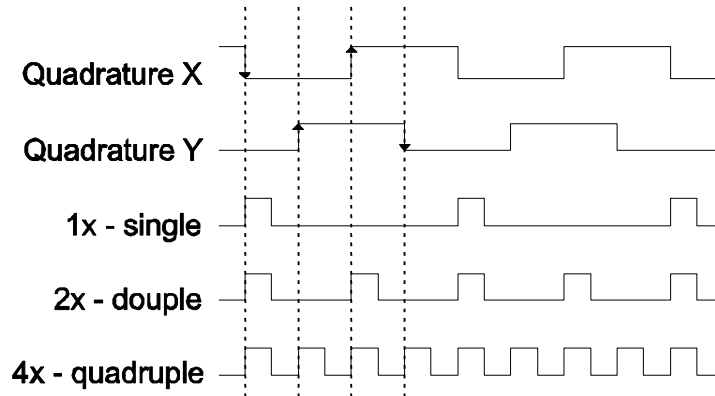 Quadrature X
Quadrature Y
1x - single
2x - douple
4x - quadruple